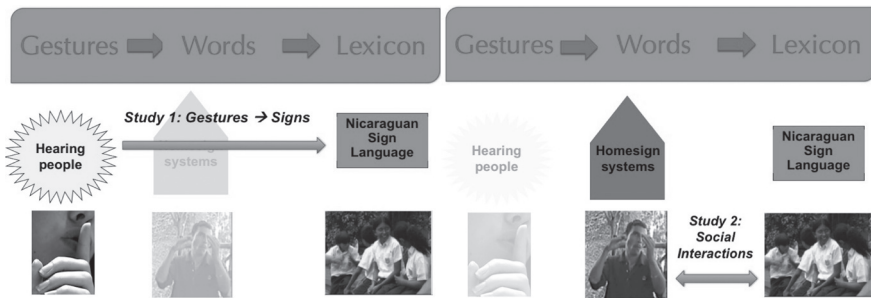 Gestures Words Lexicon
Study 1: Gestures → Signs
Hearing
people
Homesign
systems
Nicaraguan
Sign
Language
Gestures Words Lexicon
Hearing
people
Homesign
systems
Nicaraguan
Sign
Language
Study 2:
Social
Interactions